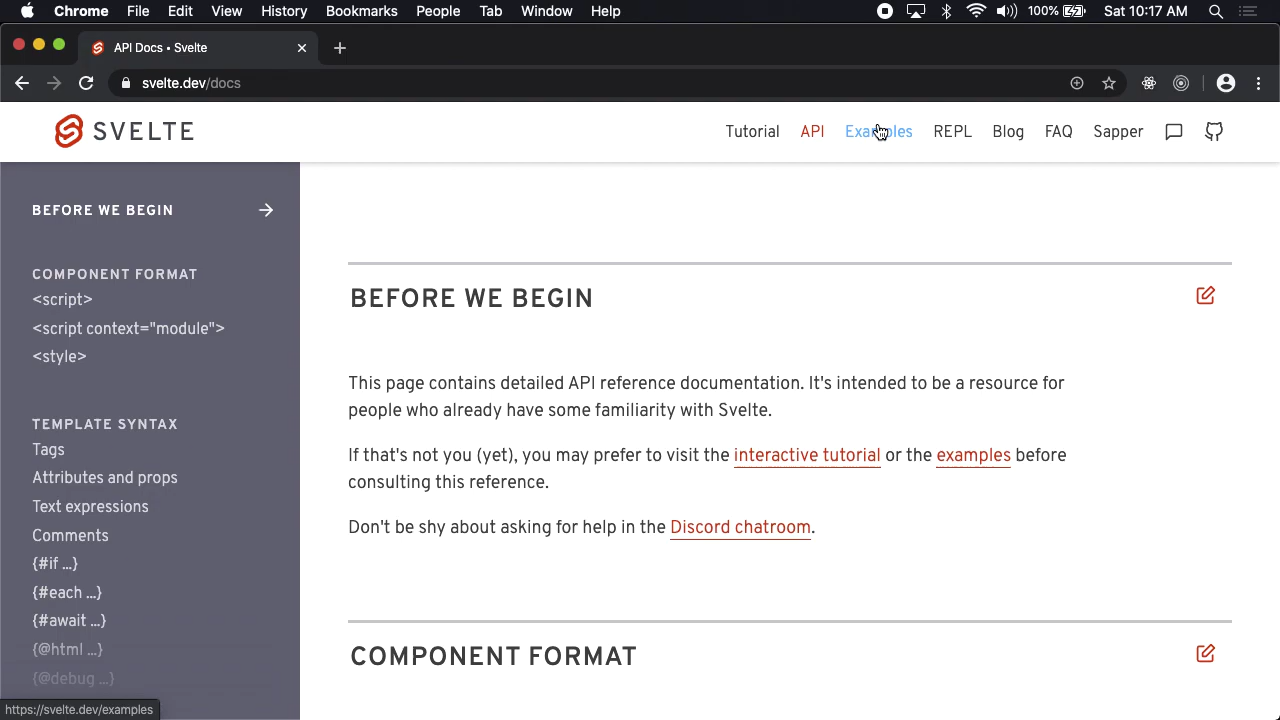 Chrome File Edit View History Bookmarks People Tab Window Help 100% Sat 10:17 AM
API Docs • Svelte
svelte.dev/docs
SVELTE Tutorial API Examples REPL Blog FAQ Sapper
BEFORE WE BEGIN
COMPONENT FORMAT
<script>
<script context="module">
<style>
TEMPLATE SYNTAX
Tags
Attributes and props
Text expressions
Comments
{#if ...}
{#each ...}
{#await ...}
{@html ...}
{@debug ...}
https://svelte.dev/examples
BEFORE WE BEGIN
This page contains detailed API reference documentation. It's intended to be a resource for
people who already have some familiarity with Svelte.
If that's not you (yet), you may prefer to visit the interactive tutorial or the examples before
consulting this reference.
Don't be shy about asking for help in the Discord chatroom.
COMPONENT FORMAT